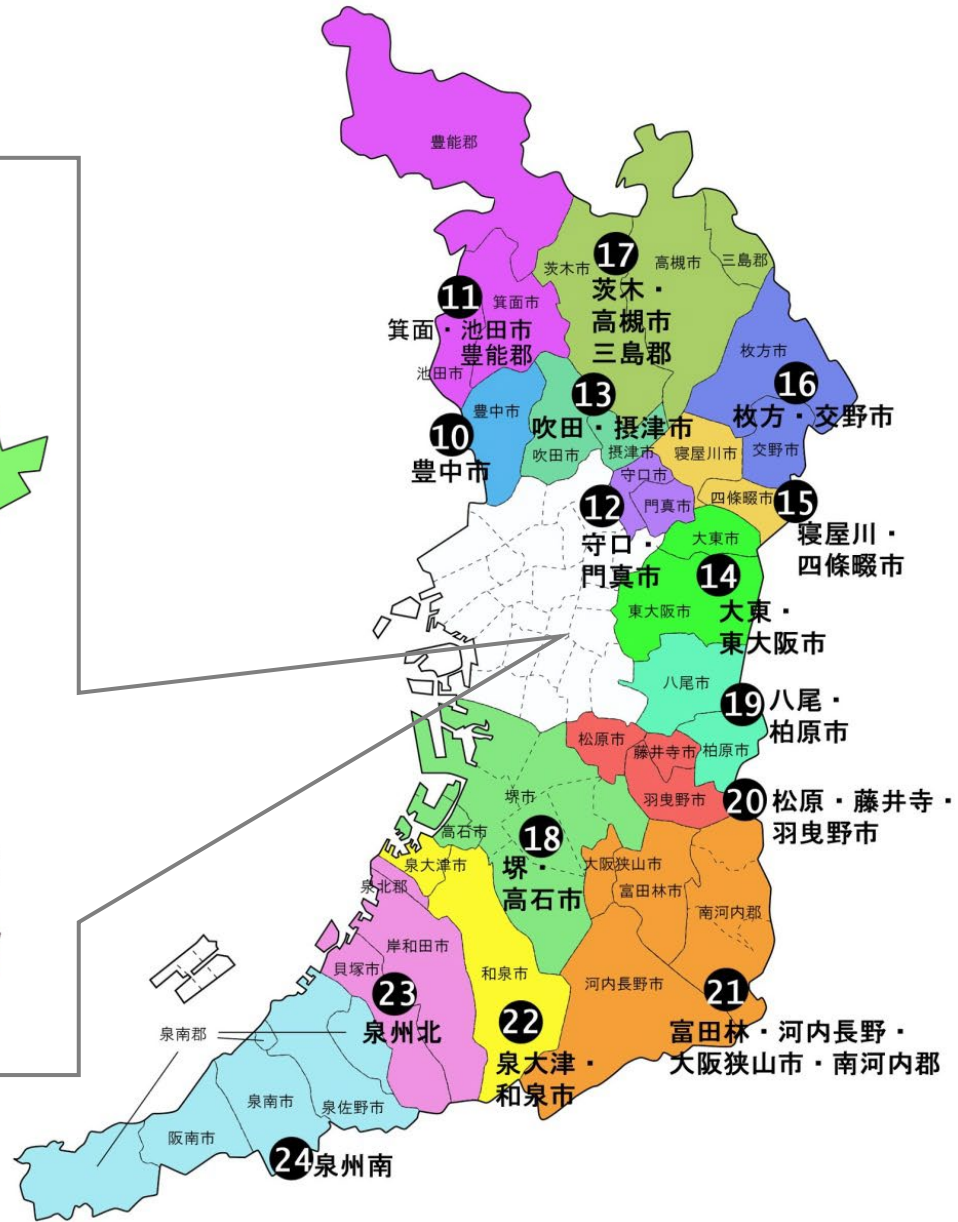 豊能郡
茨木市
高槻市
三島郡
17
茨木・
高槻市
三島郡
11
箕面市
箕面・池田市
豊能郡
池田市
枚方市
16
枚方・交野市
交野市
豊中市
10
豊中市
13
吹田・摂津市
吹田市
摂津市
寝屋川市
守口市
門真市
12
守口・
門真市
四條畷市
15
寝屋川・
四條畷市
大東市
14
大東・
東大阪市
東大阪市
八尾市
19
八尾・
柏原市
柏原市
松原市
藤井寺市
羽曳野市
20
松原・藤井寺・
羽曳野市
堺市
高石市
18
堺・
高石市
大阪狭山市
富田林市
南河内郡
河内長野市
21
富田林・河内長野・
大阪狭山市・南河内郡
泉大津市
和泉市
22
泉大津・
和泉市
泉北郡
岸和田市
貝塚市
23
泉州北
泉南郡
泉南市
泉佐野市
阪南市
24
泉州南